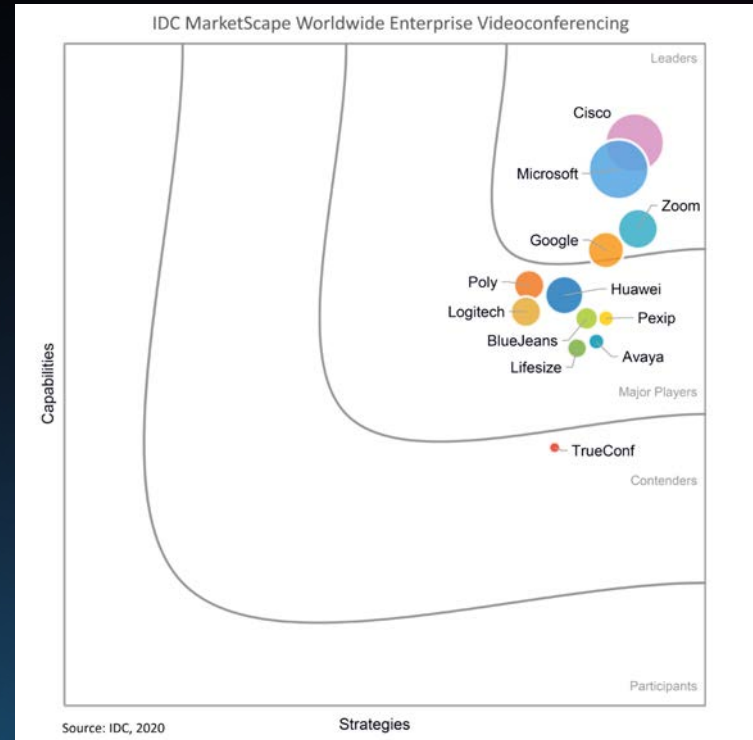 IDC MarketScape Worldwide Enterprise Videoconferencing
Leaders
Cisco
Microsoft
Zoom
Google
Poly
Huawei
Logitech
Pexip
BlueJeans
Avaya
Lifesize
Major Players
TrueConf
Contenders
Participants
Capabilities
Strategies
Source: IDC, 2020